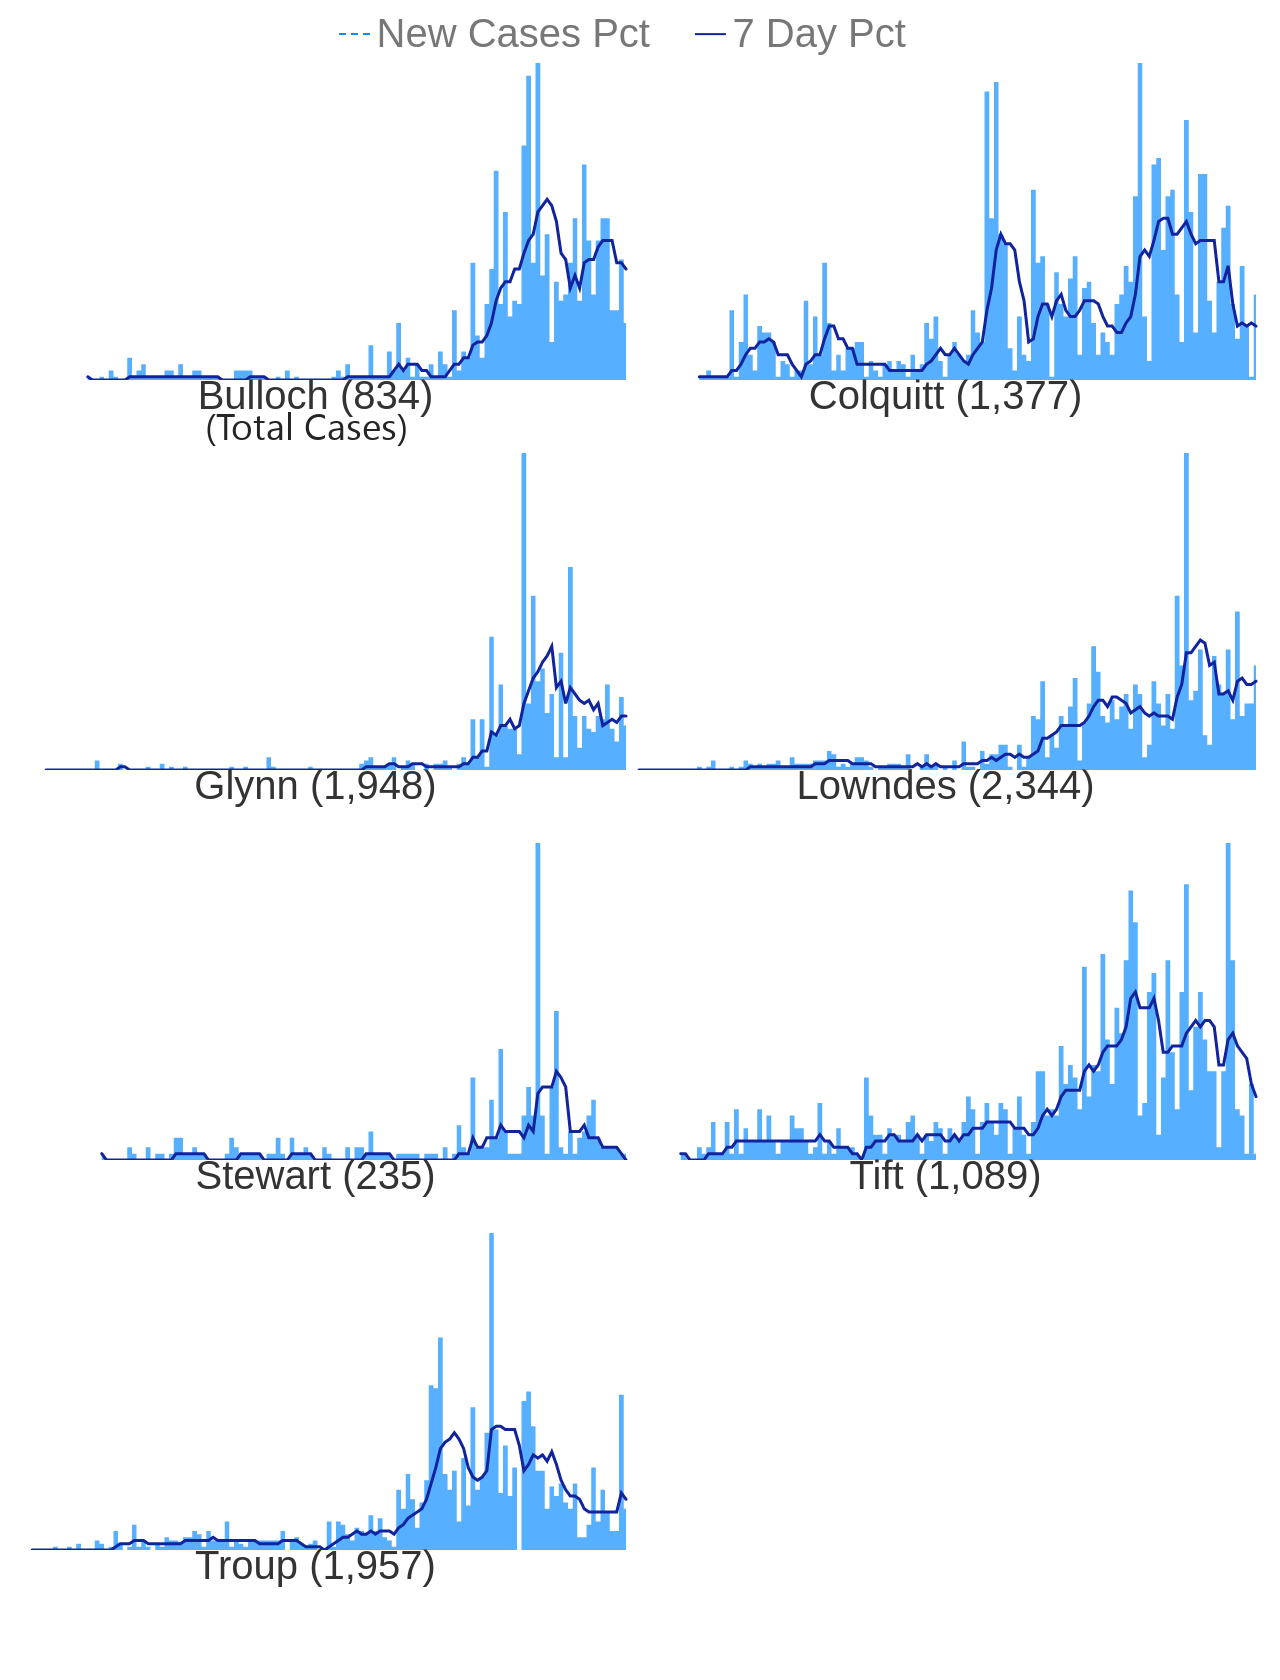 New Cases Pct 7 Day Pct
Bulloch (834) Colquitt (1,377)
(Total Cases)
Glynn (1,948) Lowndes (2,344)
Stewart (235) Tift (1,089)
Troup (1,957)